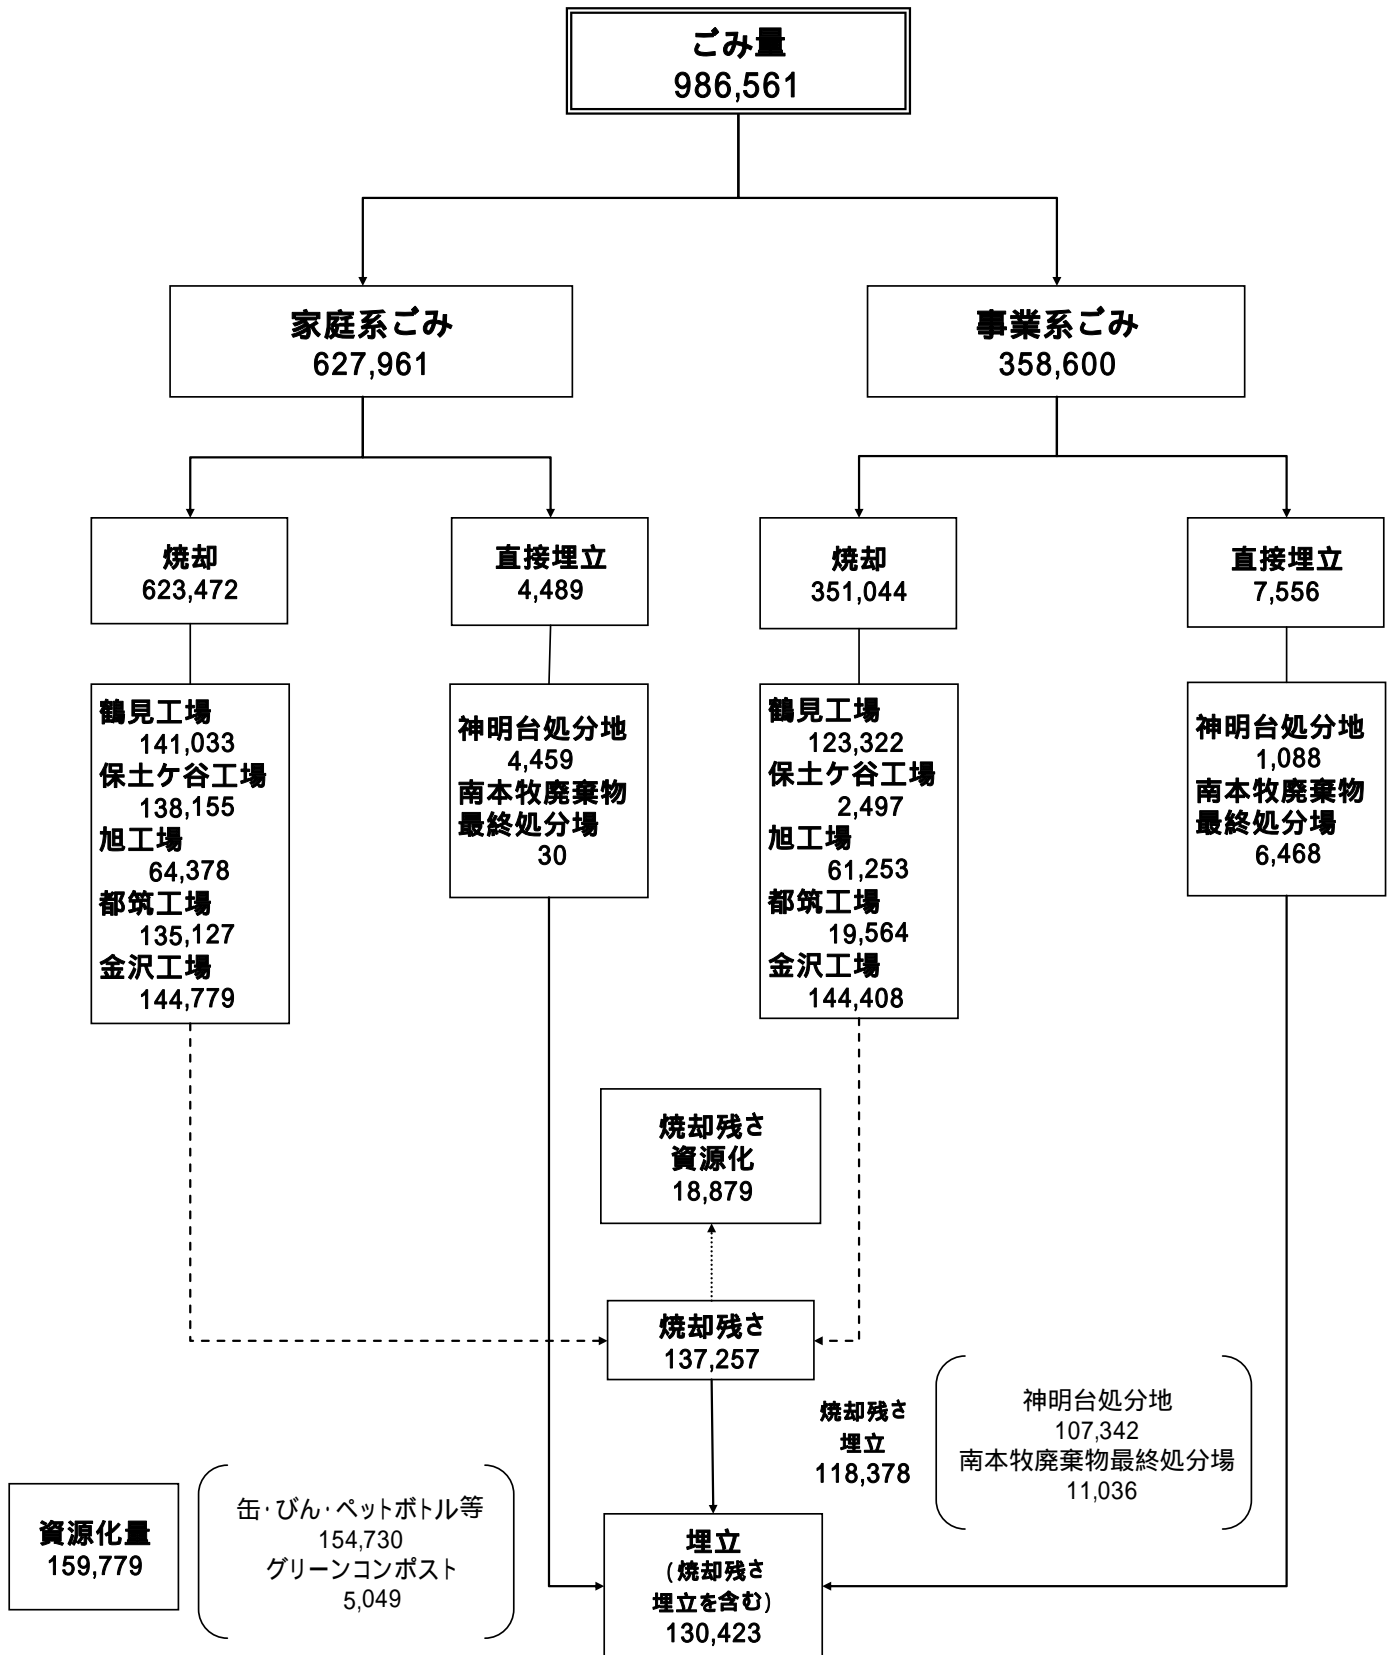 ごみ量
986,561
家庭系ごみ
627,961
事業系ごみ
358,600
焼却
623,472
直接埋立
4,489
焼却
351,044
直接埋立
7,556
鶴見工場
141,033
保土ケ谷工場
138,155
旭工場
64,378
都筑工場
135,127
金沢工場
144,779
神明台処分地
4,459
南本牧廃棄物
最終処分場
30
鶴見工場
123,322
保土ケ谷工場
2,497
旭工場
61,253
都筑工場
19,564
金沢工場
144,408
神明台処分地
1,088
南本牧廃棄物
最終処分場
6,468
焼却残さ
資源化
18,879
焼却残さ
137,257
焼却残さ
埋立
118,378
神明台処分地
107,342
南本牧廃棄物最終処分場
11,036
資源化量
159,779
缶・びん・ペットボトル等
154,730
グリーンコンポスト
5,049
埋立
(焼却残さ
埋立を含む)
130,423